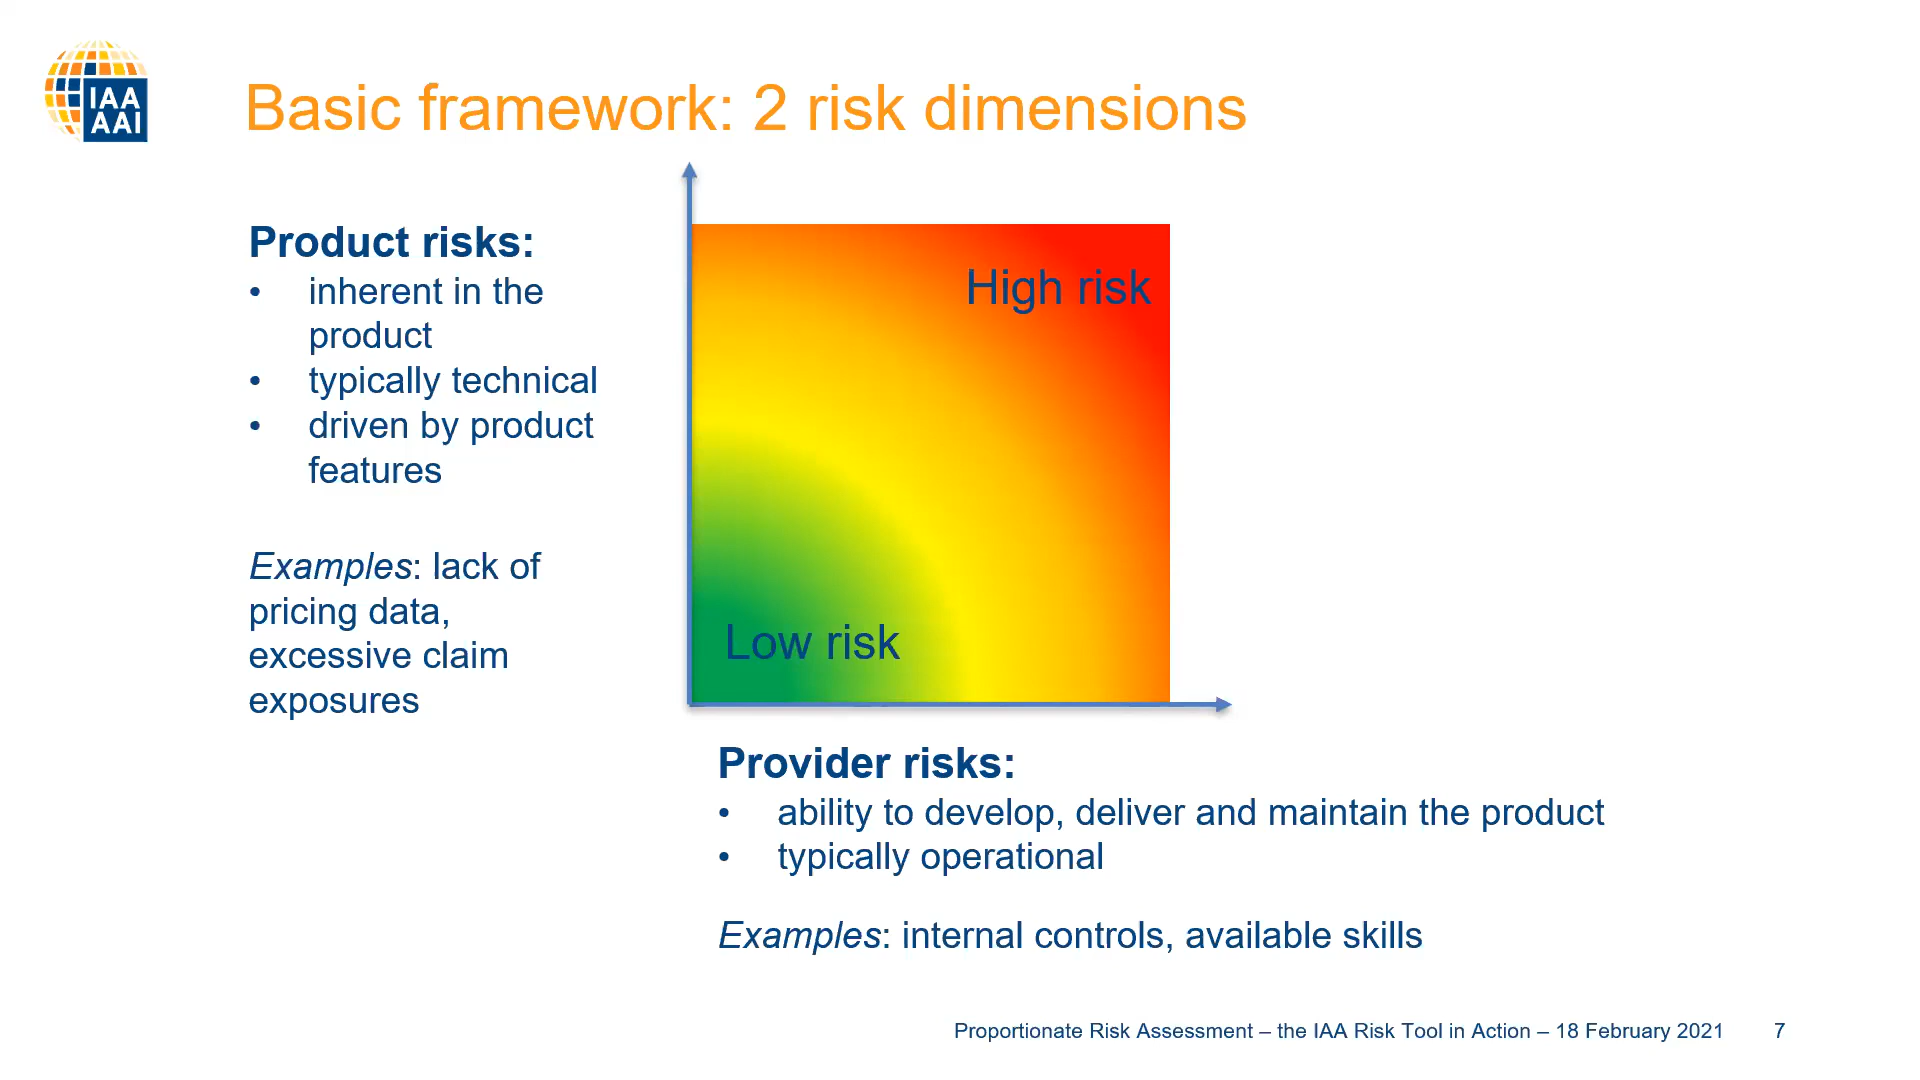 IAA
AAI
Basic framework: 2 risk dimensions
Product risks:
• inherent in the
product
• typically technical
• driven by product
features
Examples: lack of
pricing data,
excessive claim
exposures
High risk
Low risk
Provider risks:
• ability to develop, deliver and maintain the product
• typically operational
Examples: internal controls, available skills
Proportionate Risk Assessment – the IAA Risk Tool in Action – 18 February 2021 7